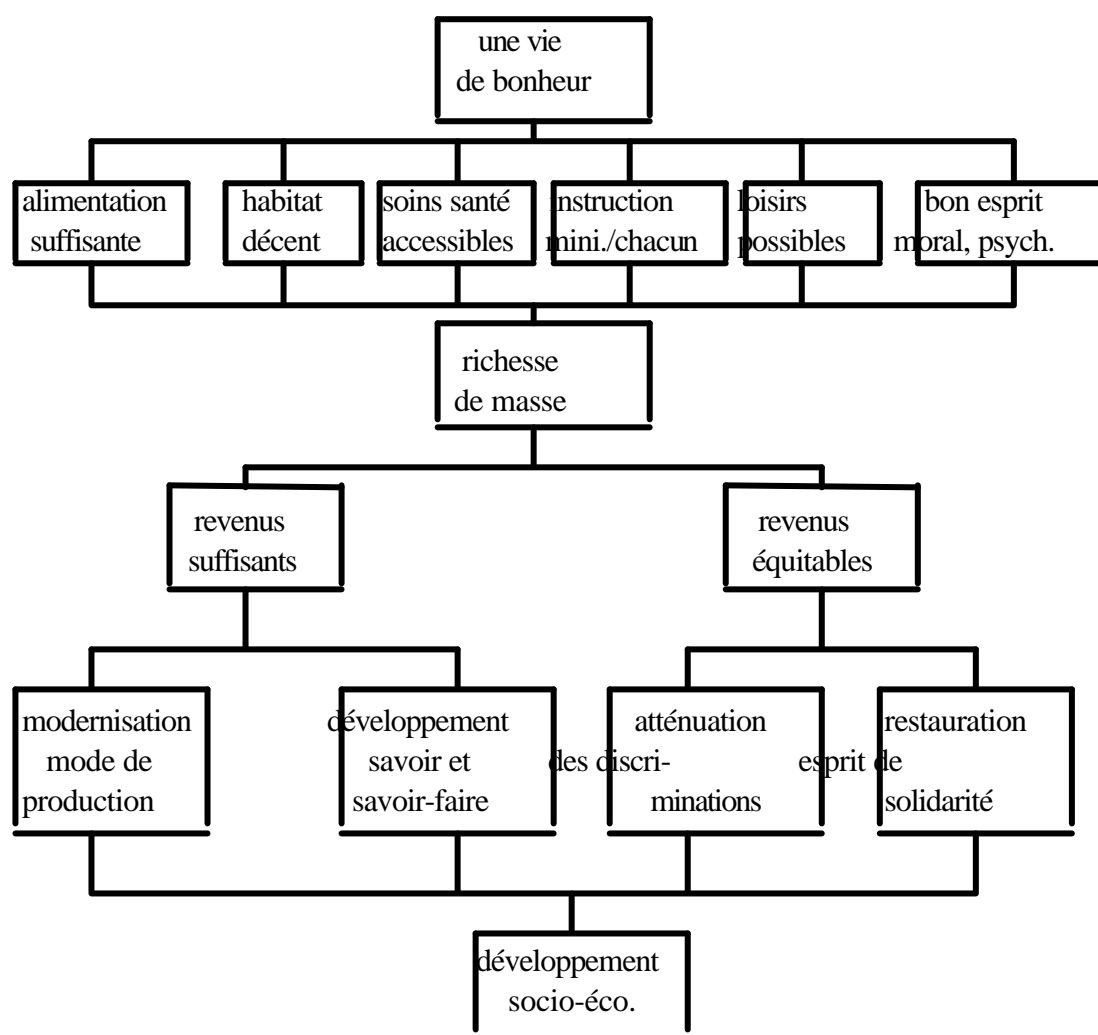 une vie
de bonheur
alimentation
suffisante
habitat
décent
soins santé
accessibles
instruction
mini./chacun
loisirs
possibles
bon esprit
moral, psych.
richesse
de masse
revenus
suffisants
revenus
équitables
modernisation
mode de
production
développement
savoir et
savoir-faire
atténuation
des discri-
minations
restauration
esprit de
solidarité
développement
socio-éco.